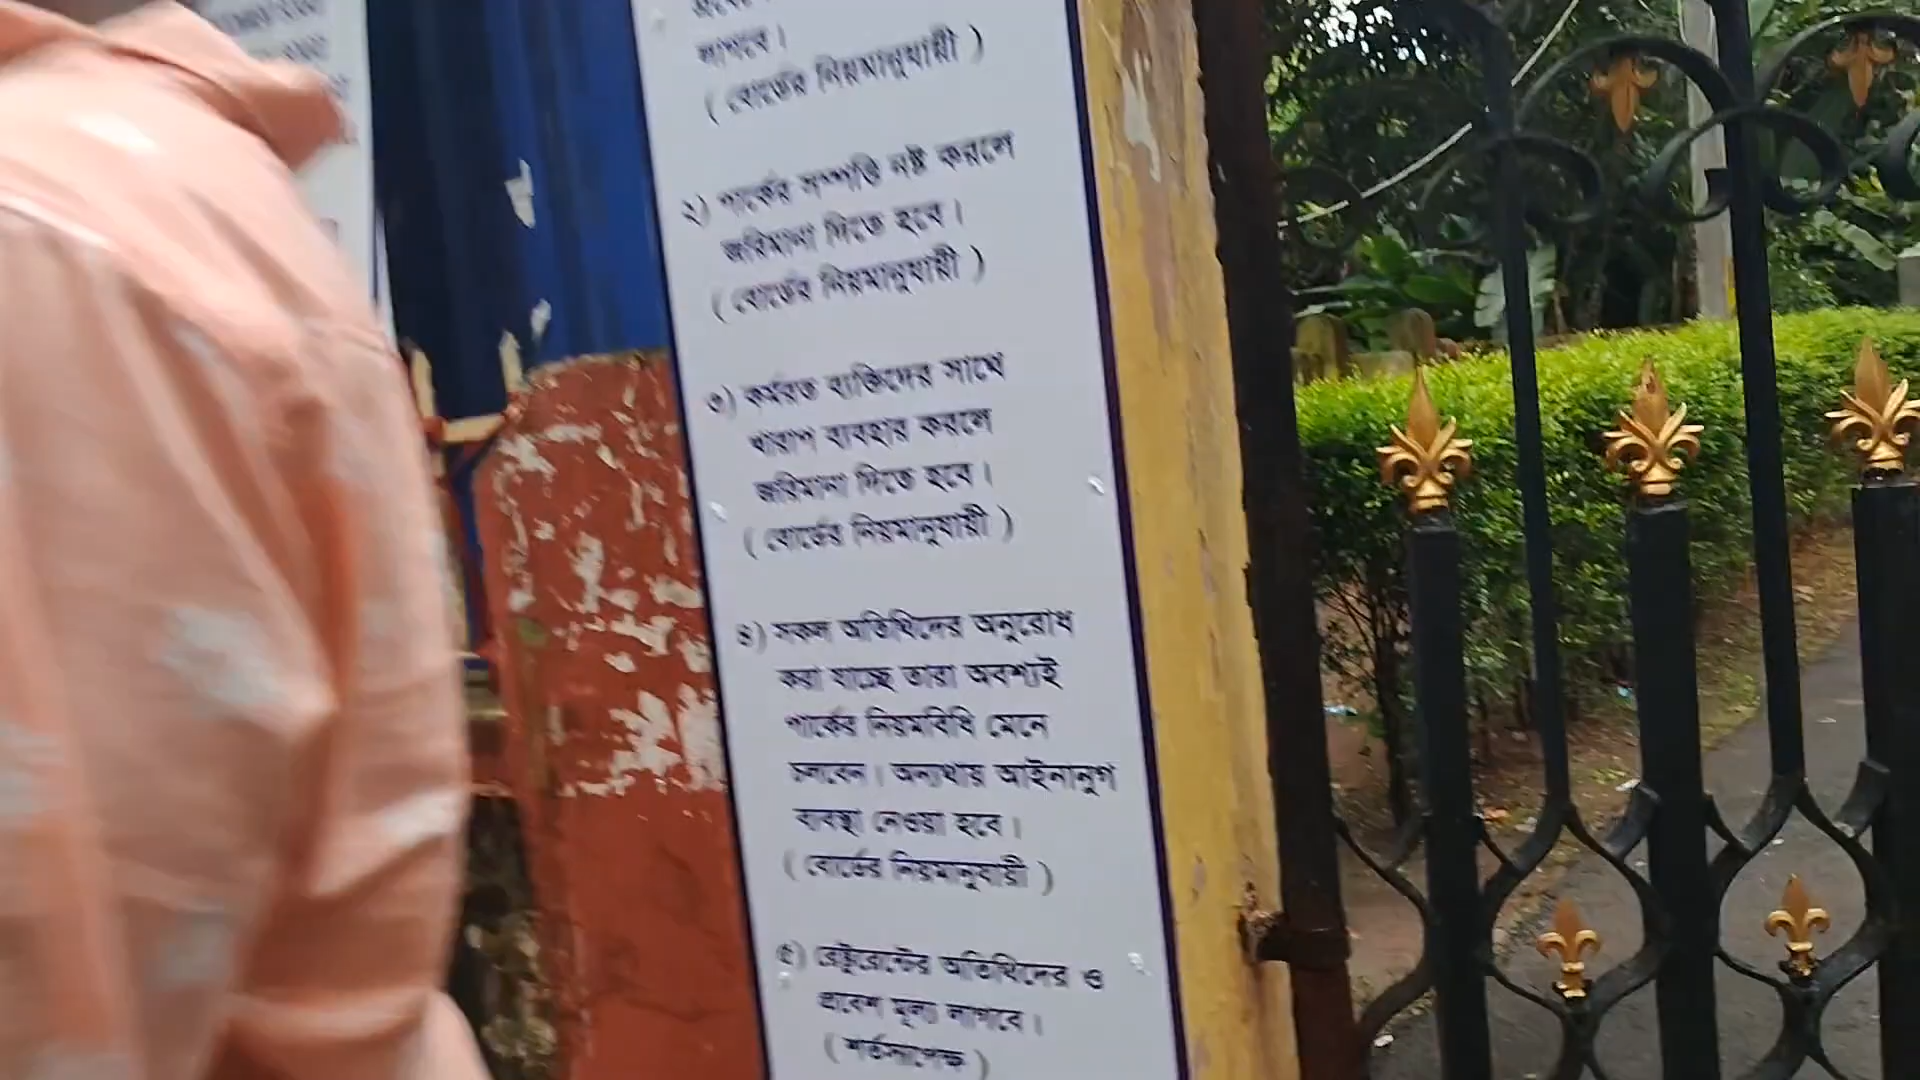 লাগবে।
( বোর্ডের নিয়মানুযায়ী )
২) পার্কের সম্পত্তি নষ্ট করলে
জরিমানা দিতে হবে।
( বোর্ডের নিয়মানুযায়ী )
৩) কর্মরত ব্যক্তিদের সাথে
খারাপ ব্যবহার করলে
জরিমানা দিতে হবে।
( বোর্ডের নিয়মানুযায়ী )
৪) সকল অতিথিদের অনুরোধ
করা যাচ্ছে তারা অবশ্যই
পার্কের নিয়মবিধি মেনে
চলবেন। অন্যথায় আইনানুগ
ব্যবস্থা নেওয়া হবে।
( বোর্ডের নিয়মানুযায়ী )
৫) রেষ্টুরেন্টের অতিথিদের ও
প্রবেশ মূল্য লাগবে।
( শর্তসাপেক্ষ )